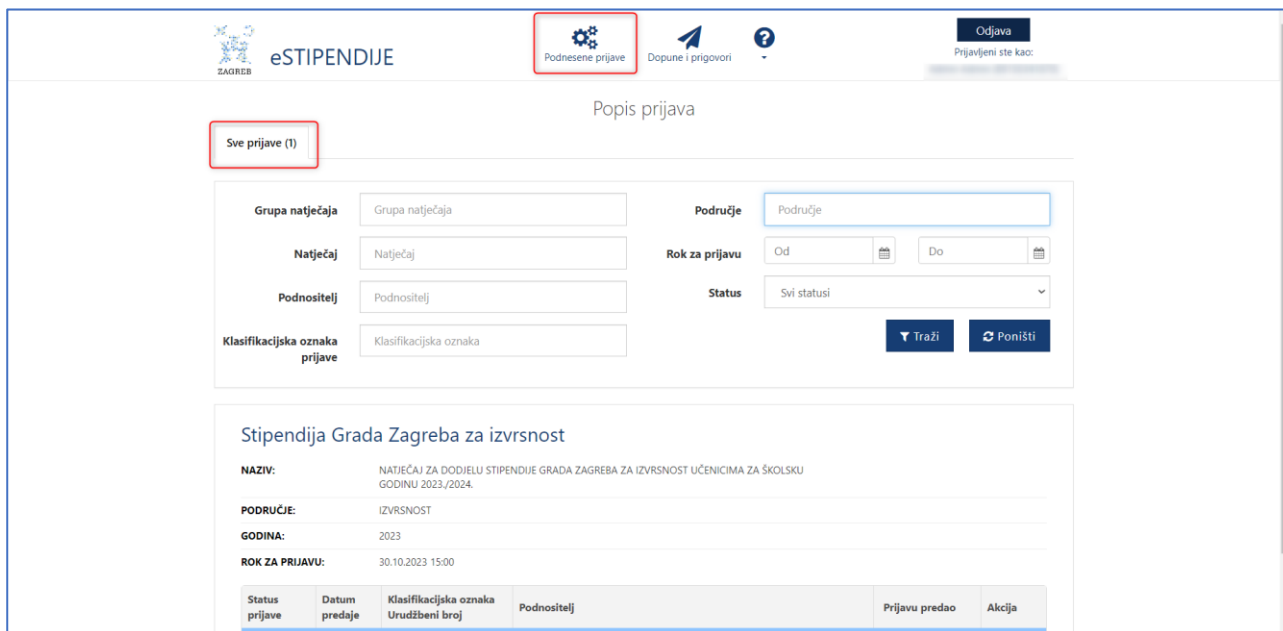 ZAGREB
eSTIPENDIJE
Podnesene prijave
Dopune i prigovori
Odjava
Prijavljeni ste kao:
Popis prijava
Sve prijave (1)
Grupa natječaja
Grupa natječaja
Područje
Područje
Natječaj
Natječaj
Rok za prijavu
Od
Do
Podnositelj
Podnositelj
Status
Svi statusi
Klasifikacijska oznaka
prijave
Klasifikacijska oznaka
Traži
Poništi
Stipendija Grada Zagreba za izvrsnost
NAZIV:
NATJEČAJ ZA DODJELU STIPENDIJE GRADA ZAGREBA ZA IZVRSNOST UČENICIMA ZA ŠKOLSKU
GODINU 2023./2024.
PODRUČJE:
IZVRSNOST
GODINA:
2023
ROK ZA PRIJAVU:
30.10.2023 15:00
Status
prijave
Datum
predaje
Klasifikacijska oznaka
Urudžbeni broj
Podnositelj
Prijavu predao
Akcija